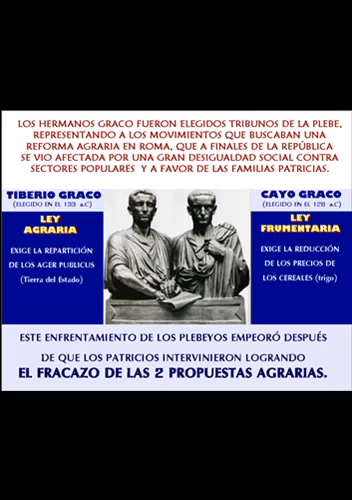 LOS HERMANOS GRACO FUERON ELEGIDOS TRIBUNOS DE LA PLEBE,
REPRESENTANDO A LOS MOVIMIENTOS QUE BUSCABAN UNA
REFORMA AGRARIA EN ROMA, QUE A FINALES DE LA REPÚBLICA
SE VIO AFECTADA POR UNA GRAN DESIGUALDAD SOCIAL CONTRA
SECTORES POPULARES Y A FAVOR DE LAS FAMILIAS PATRICIAS.
TIBERIO GRACO
(ELEGIDO EN EL 133 a.C)
LEY
AGRARIA
EXIGE LA REPARTICIÓN
DE LOS AGER PUBLICUS
(Tierra del Estado)
CAYO GRACO
(ELEGIDO EN EL 128 a.C)
LEY
FRUMENTARIA
EXIGE LA REDUCCIÓN
DE LOS PRECIOS DE
LOS CEREALES (trigo)
ESTE ENFRENTAMIENTO DE LOS PLEBEYOS EMPEORÓ DESPUÉS
DE QUE LOS PATRICIOS INTERVINIERON LOGRANDO
EL FRACAZO DE LAS 2 PROPUESTAS AGRARIAS.